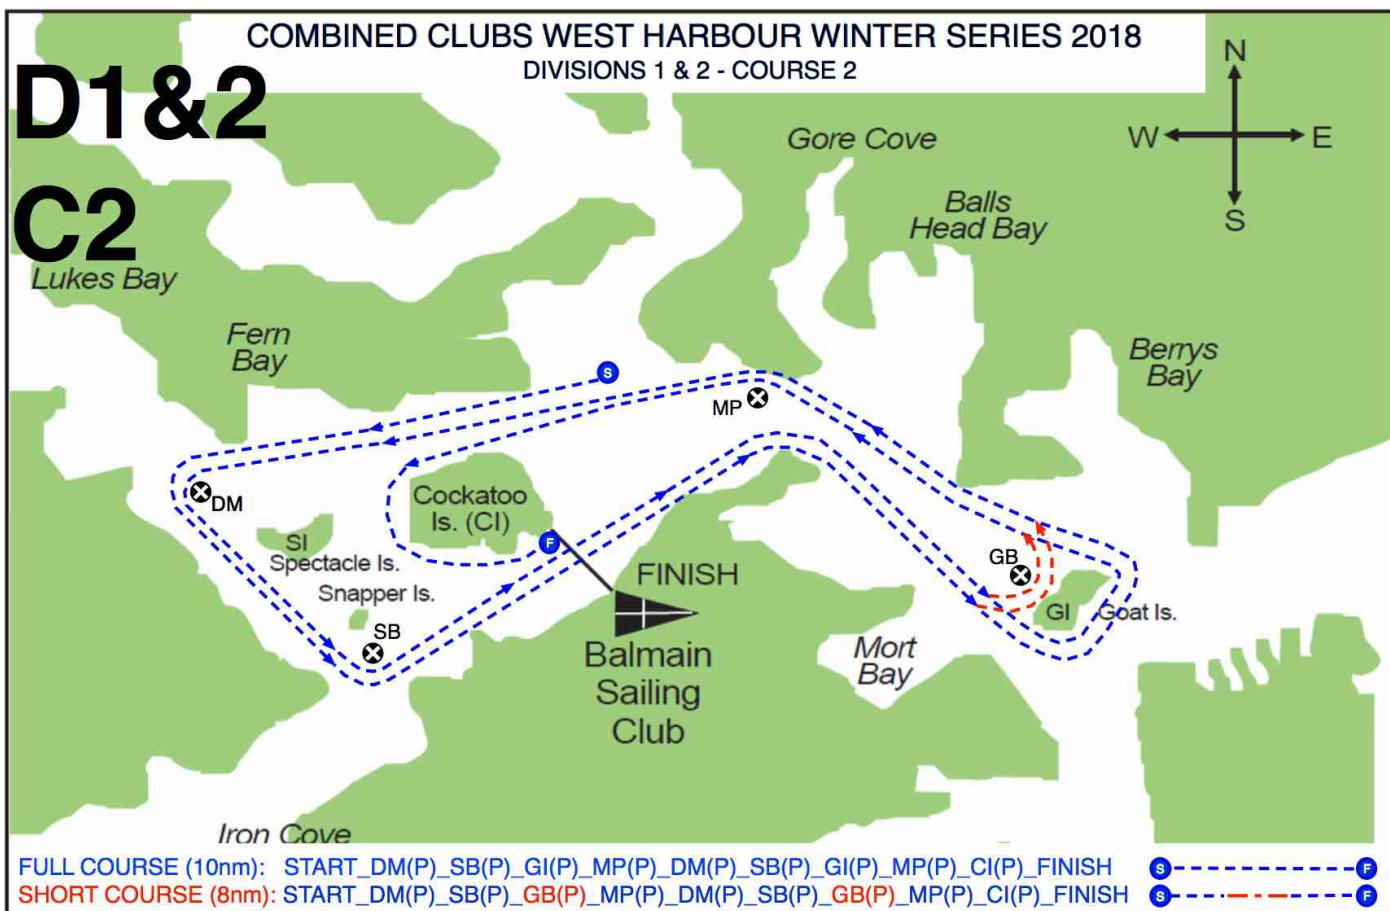 COMBINED CLUBS WEST HARBOUR WINTER SERIES 2018
DIVISIONS 1 & 2 - COURSE 2
D1&2
C2
N
W
E
S
Gore Cove
Balls
Head Bay
Lukes Bay
Fern
Bay
Berrys
Bay
S
MP
DM
Cockatoo
Is. (CI)
F
SI
Spectacle Is.
Snapper Is.
SB
FINISH
Balmain
Sailing
Club
GB
GI
Goat Is.
Mort
Bay
Iron Cove
FULL COURSE (10nm): START_DM(P)_SB(P)_GI(P)_MP(P)_DM(P)_SB(P)_GI(P)_MP(P)_CI(P)_FINISH S F
SHORT COURSE (8nm): START_DM(P)_SB(P)_GB(P)_MP(P)_DM(P)_SB(P)_GB(P)_MP(P)_CI(P)_FINISH S F